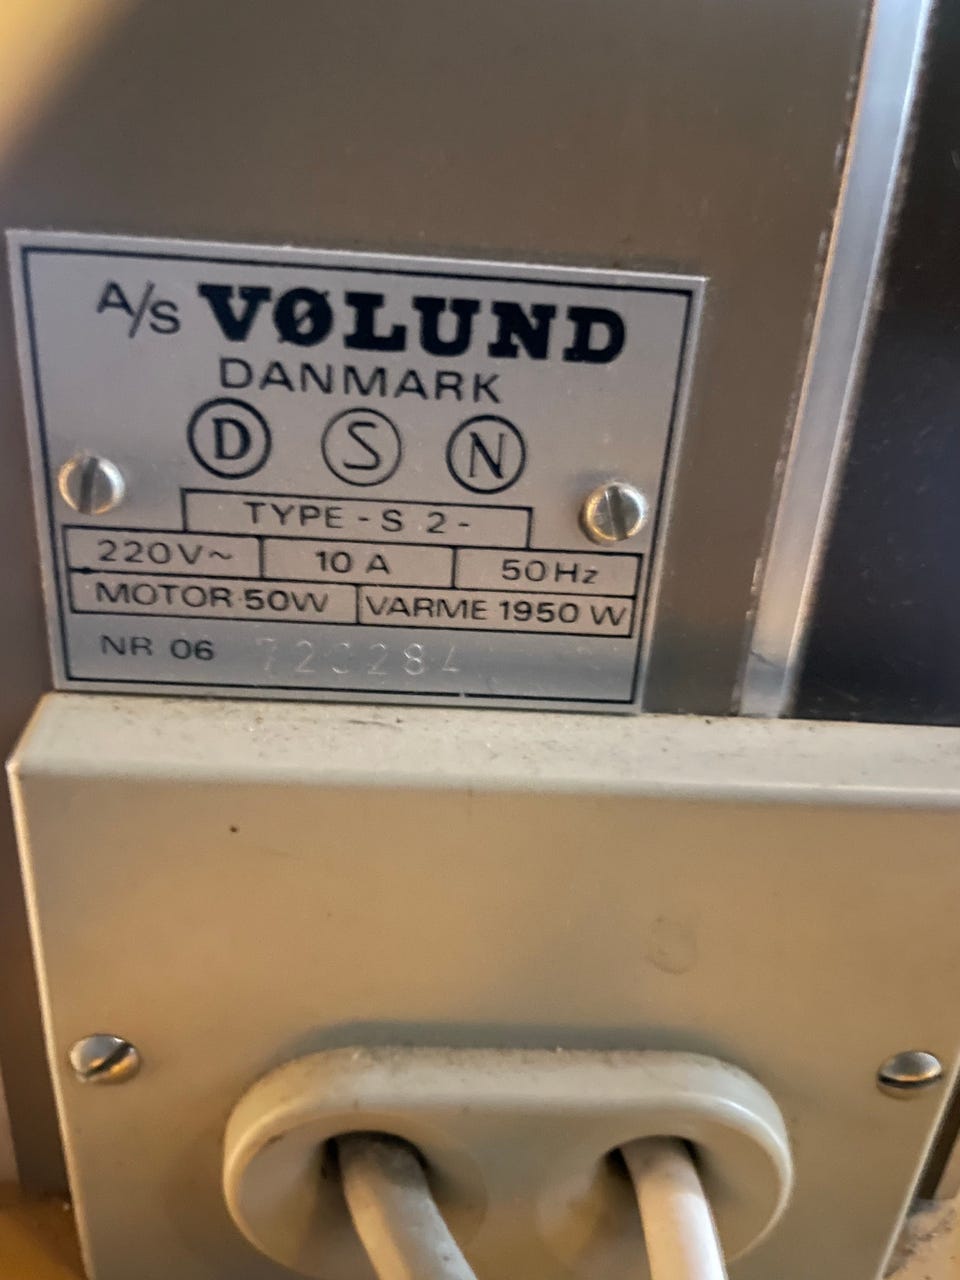 A/S VØLUND
DANMARK
D S N
TYPE - S 2 -
220V~ 10 A 50Hz
MOTOR 50W VARME 1950 W
NR 06